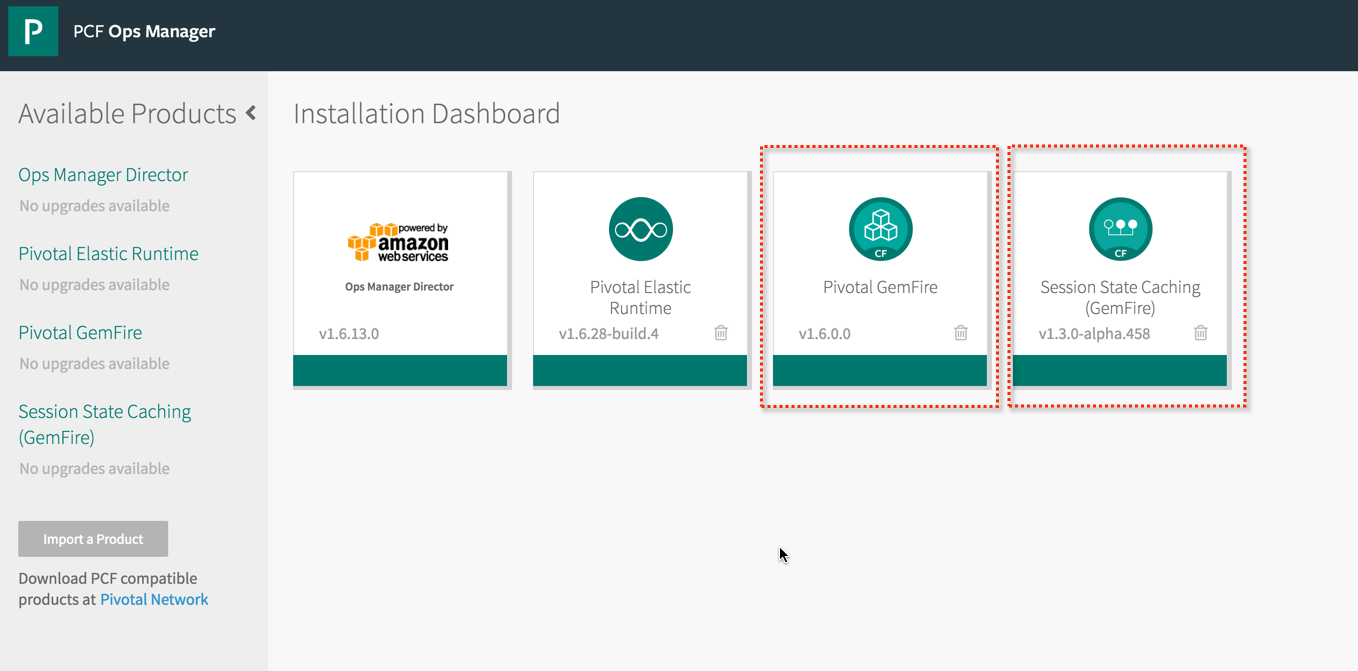 P
PCF Ops Manager
Available Products
Ops Manager Director
No upgrades available
Pivotal Elastic Runtime
No upgrades available
Pivotal GemFire
No upgrades available
Session State Caching
(GemFire)
No upgrades available
Import a Product
Download PCF compatible
products at Pivotal Network
Installation Dashboard
powered by
amazon
web services
Ops Manager Director
v1.6.13.0
Pivotal Elastic
Runtime
v1.6.28-build.4
CF
Pivotal GemFire
v1.6.0.0
CF
Session State Caching
(GemFire)
v1.3.0-alpha.458